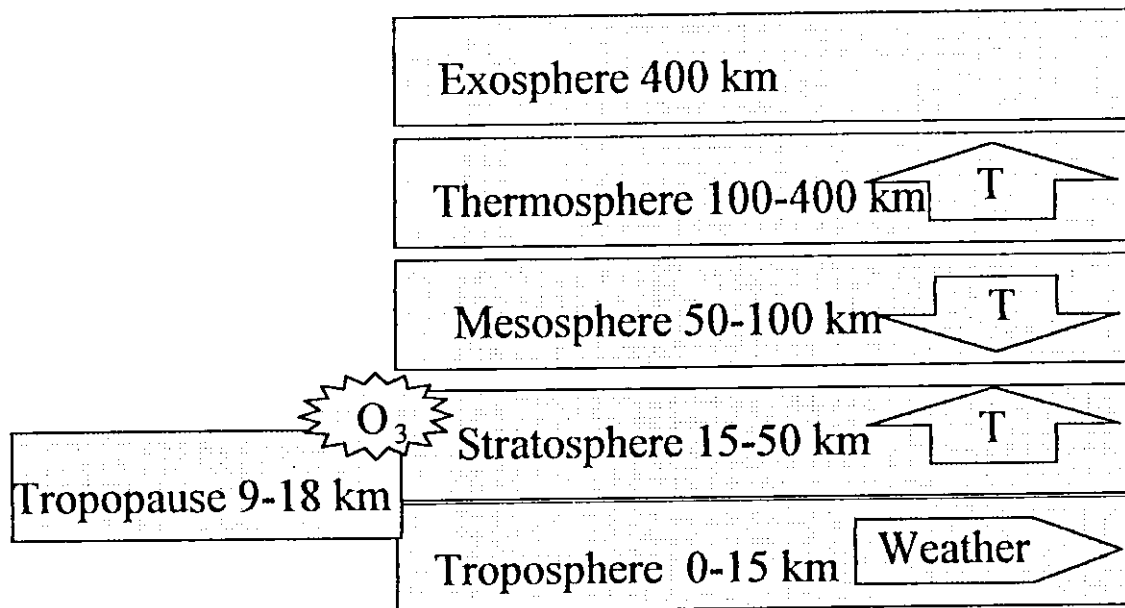 Exosphere 400 km
Thermosphere 100-400 km
T
Mesosphere 50-100 km
T
O₃
Stratosphere 15-50 km
T
Tropopause 9-18 km
Troposphere 0-15 km
Weather